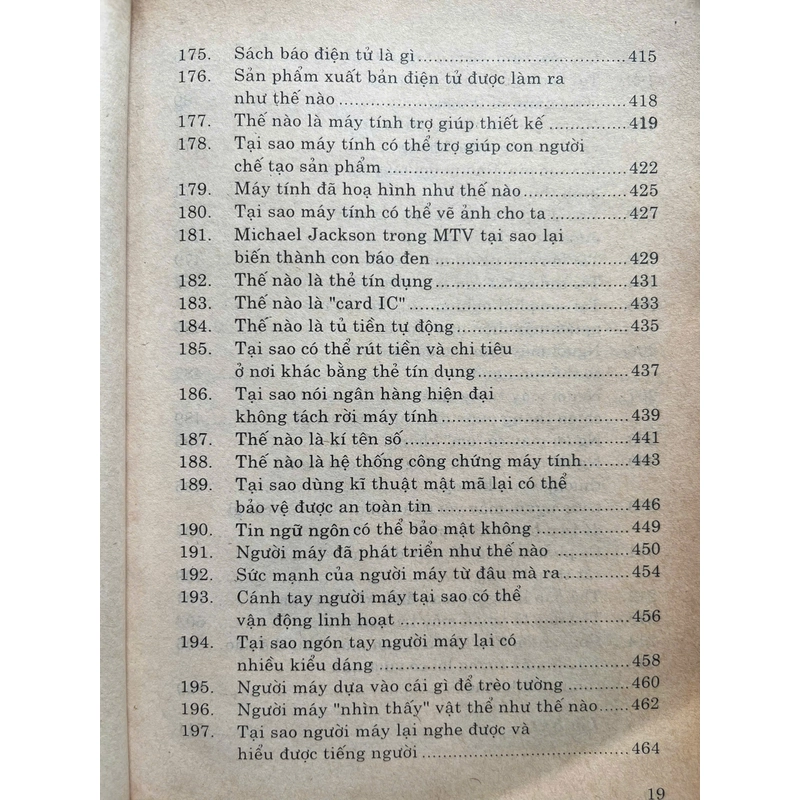 175. Sách báo điện tử là gì........................415
176. Sản phẩm xuất bản điện tử được làm ra
như thế nào........................418
177. Thế nào là máy tính trợ giúp thiết kế............419
178. Tại sao máy tính có thể trợ giúp con người
chế tạo sản phẩm........................422
179. Máy tính đã hoạ hình như thế nào...............425
180. Tại sao máy tính có thể vẽ ảnh cho ta............427
181. Michael Jackson trong MTV tại sao lại
biến thành con báo đen........................429
182. Thế nào là thẻ tín dụng........................431
183. Thế nào là "card IC"........................433
184. Thế nào là tủ tiền tự động........................435
185. Tại sao có thể rút tiền và chi tiêu
ở nơi khác bằng thẻ tín dụng........................437
186. Tại sao nói ngân hàng hiện đại
không tách rời máy tính........................439
187. Thế nào là kí tên số........................441
188. Thế nào là hệ thống công chứng máy tính.......443
189. Tại sao dùng kĩ thuật mật mã lại có thể
bảo vệ được an toàn tin........................446
190. Tin ngữ ngôn có thể bảo mật không.............449
191. Người máy đã phát triển như thế nào ..........450
192. Sức mạnh của người máy từ đâu mà ra..........454
193. Cánh tay người máy tại sao có thể
vận động linh hoạt ........................456
194. Tại sao ngón tay người máy lại có
nhiều kiểu dáng ........................458
195. Người máy dựa vào cái gì để trèo tường..........460
196. Người máy "nhìn thấy" vật thể như thế nào.....462
197. Tại sao người máy lại nghe được và
hiểu được tiếng người........................464
19